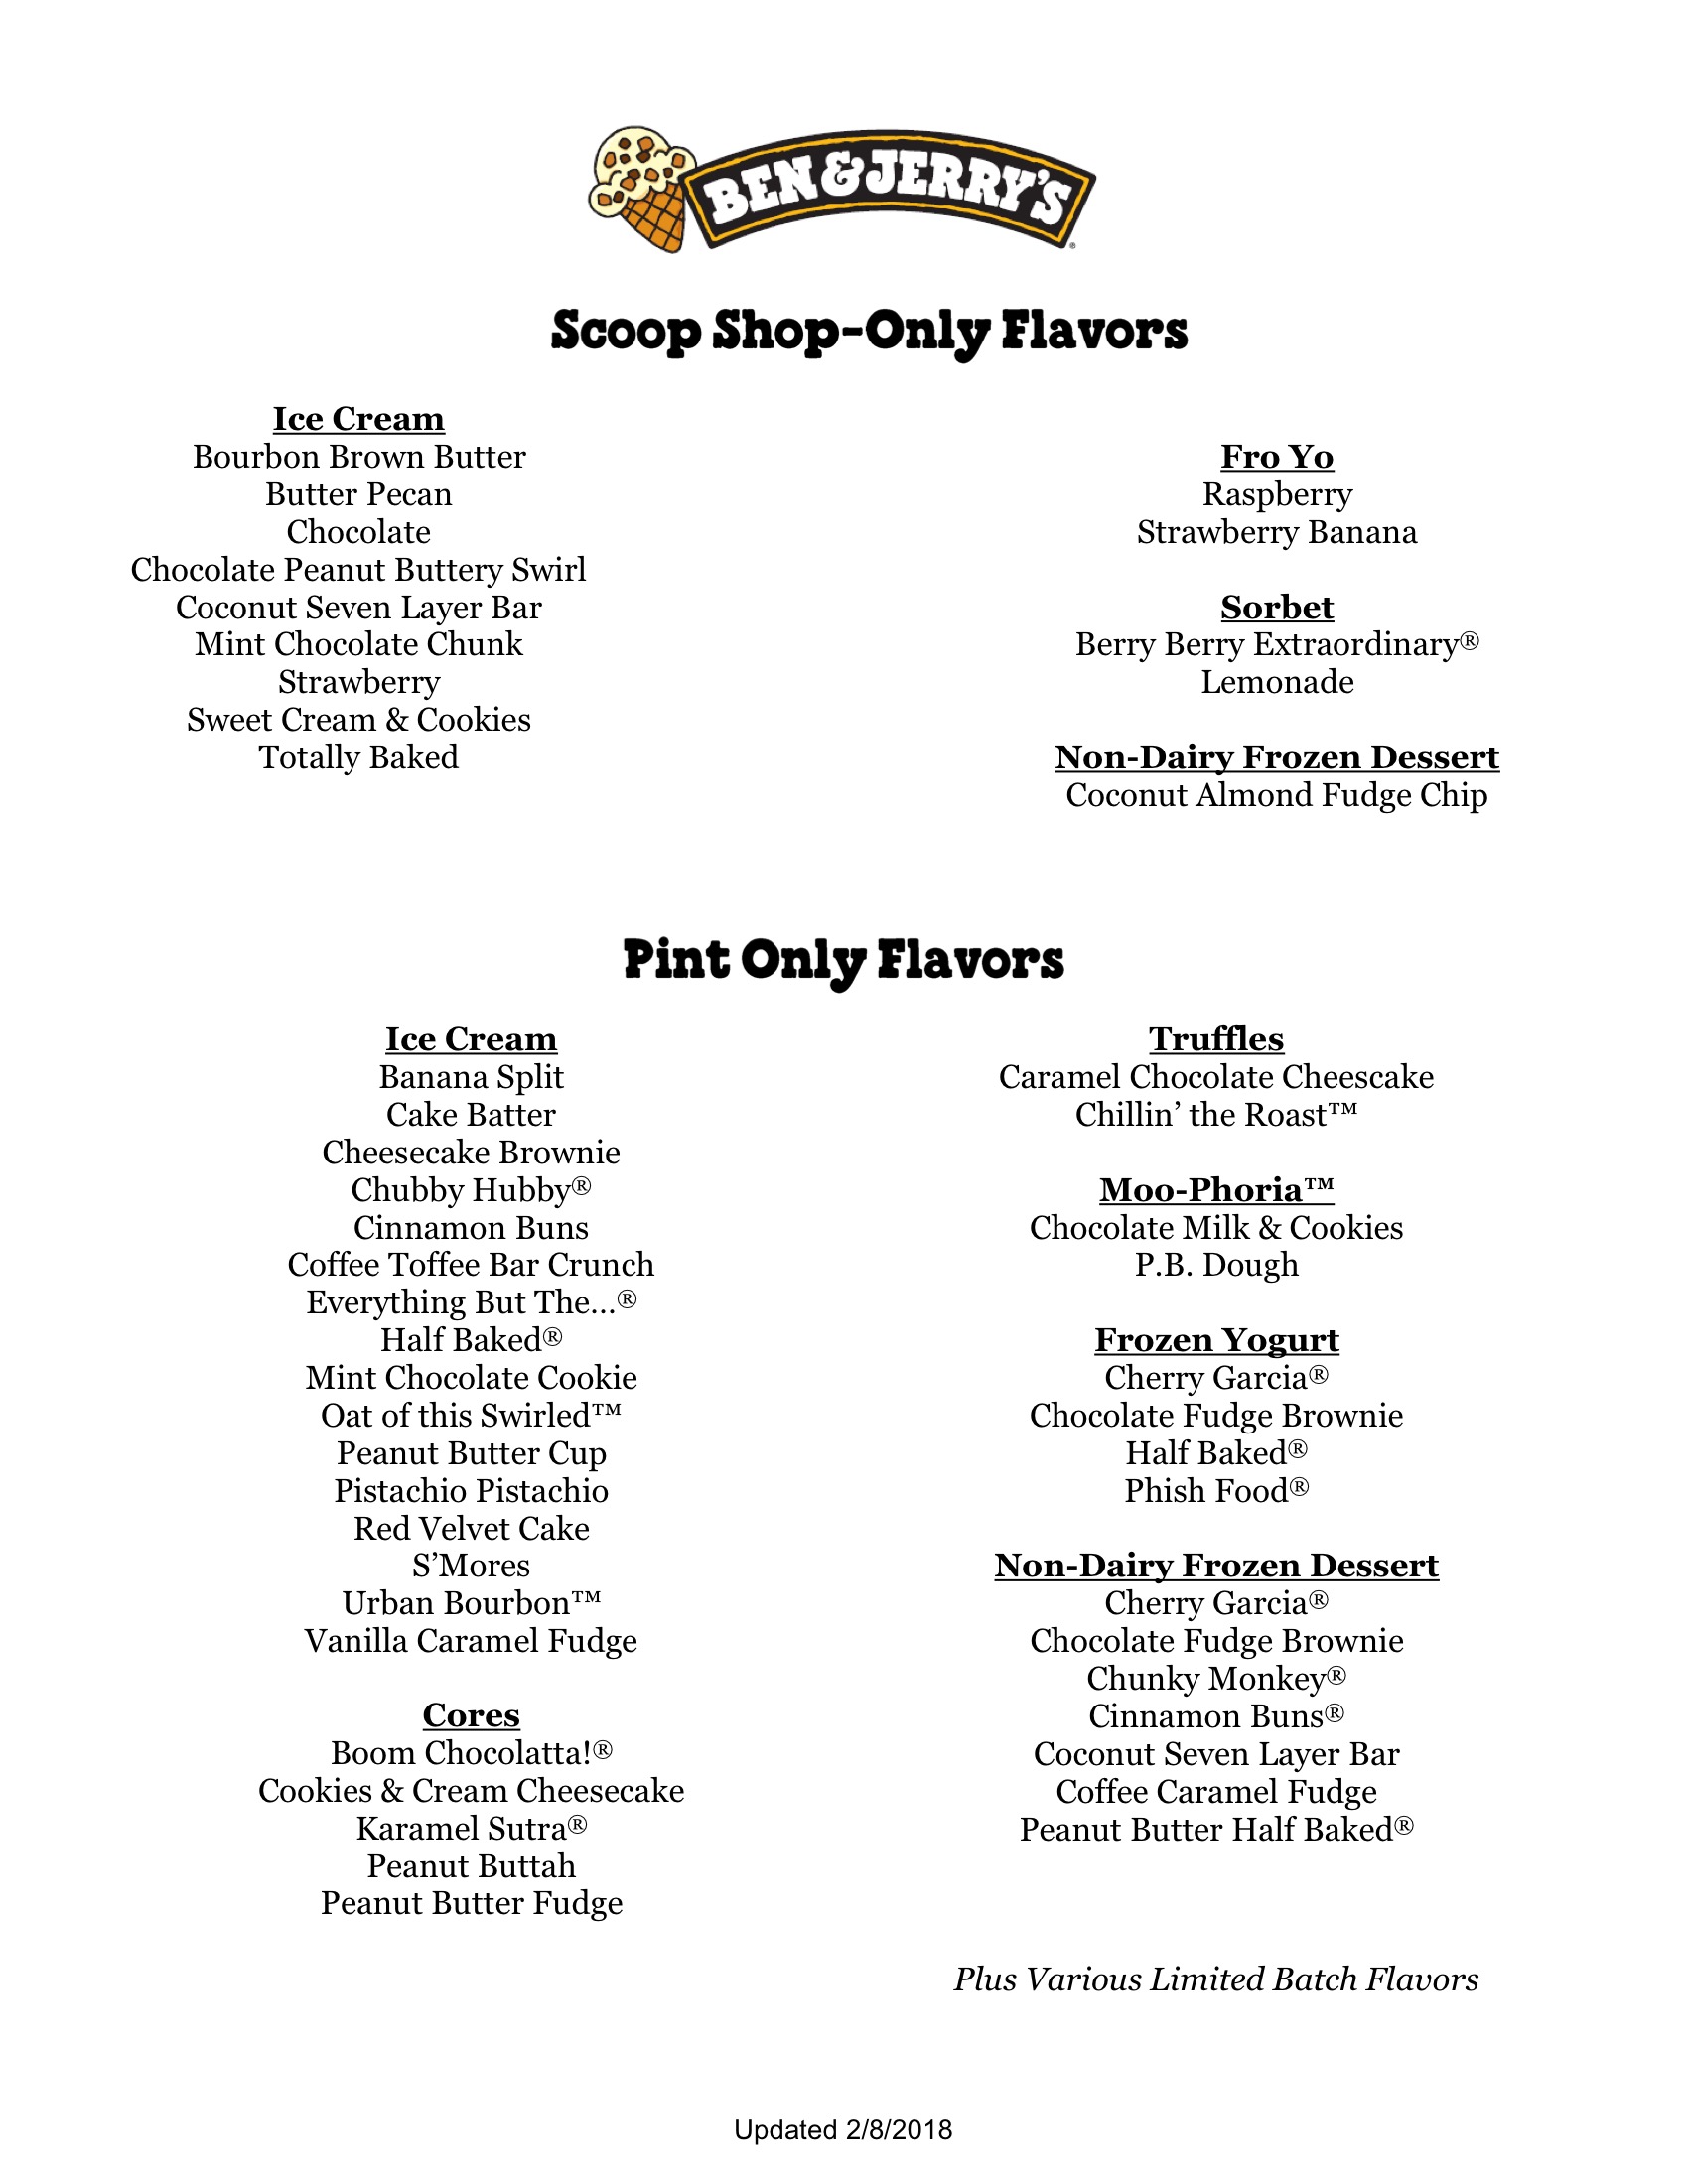 BEN & JERRY'S®
Scoop Shop-Only Flavors
Ice Cream
Bourbon Brown Butter
Butter Pecan
Chocolate
Chocolate Peanut Buttery Swirl
Coconut Seven Layer Bar
Mint Chocolate Chunk
Strawberry
Sweet Cream & Cookies
Totally Baked
Fro Yo
Raspberry
Strawberry Banana
Sorbet
Berry Berry Extraordinary®
Lemonade
Non-Dairy Frozen Dessert
Coconut Almond Fudge Chip
Pint Only Flavors
Ice Cream
Banana Split
Cake Batter
Cheesecake Brownie
Chubby Hubby®
Cinnamon Buns
Coffee Toffee Bar Crunch
Everything But The...®
Half Baked®
Mint Chocolate Cookie
Oat of this Swirled™
Peanut Butter Cup
Pistachio Pistachio
Red Velvet Cake
S’Mores
Urban Bourbon™
Vanilla Caramel Fudge
Cores
Boom Chocolatta!®
Cookies & Cream Cheesecake
Karamel Sutra®
Peanut Buttah
Peanut Butter Fudge
Truffles
Caramel Chocolate Cheescake
Chillin’ the Roast™
Moo-Phoria™
Chocolate Milk & Cookies
P.B. Dough
Frozen Yogurt
Cherry Garcia®
Chocolate Fudge Brownie
Half Baked®
Phish Food®
Non-Dairy Frozen Dessert
Cherry Garcia®
Chocolate Fudge Brownie
Chunky Monkey®
Cinnamon Buns®
Coconut Seven Layer Bar
Coffee Caramel Fudge
Peanut Butter Half Baked®
Plus Various Limited Batch Flavors
Updated 2/8/2018